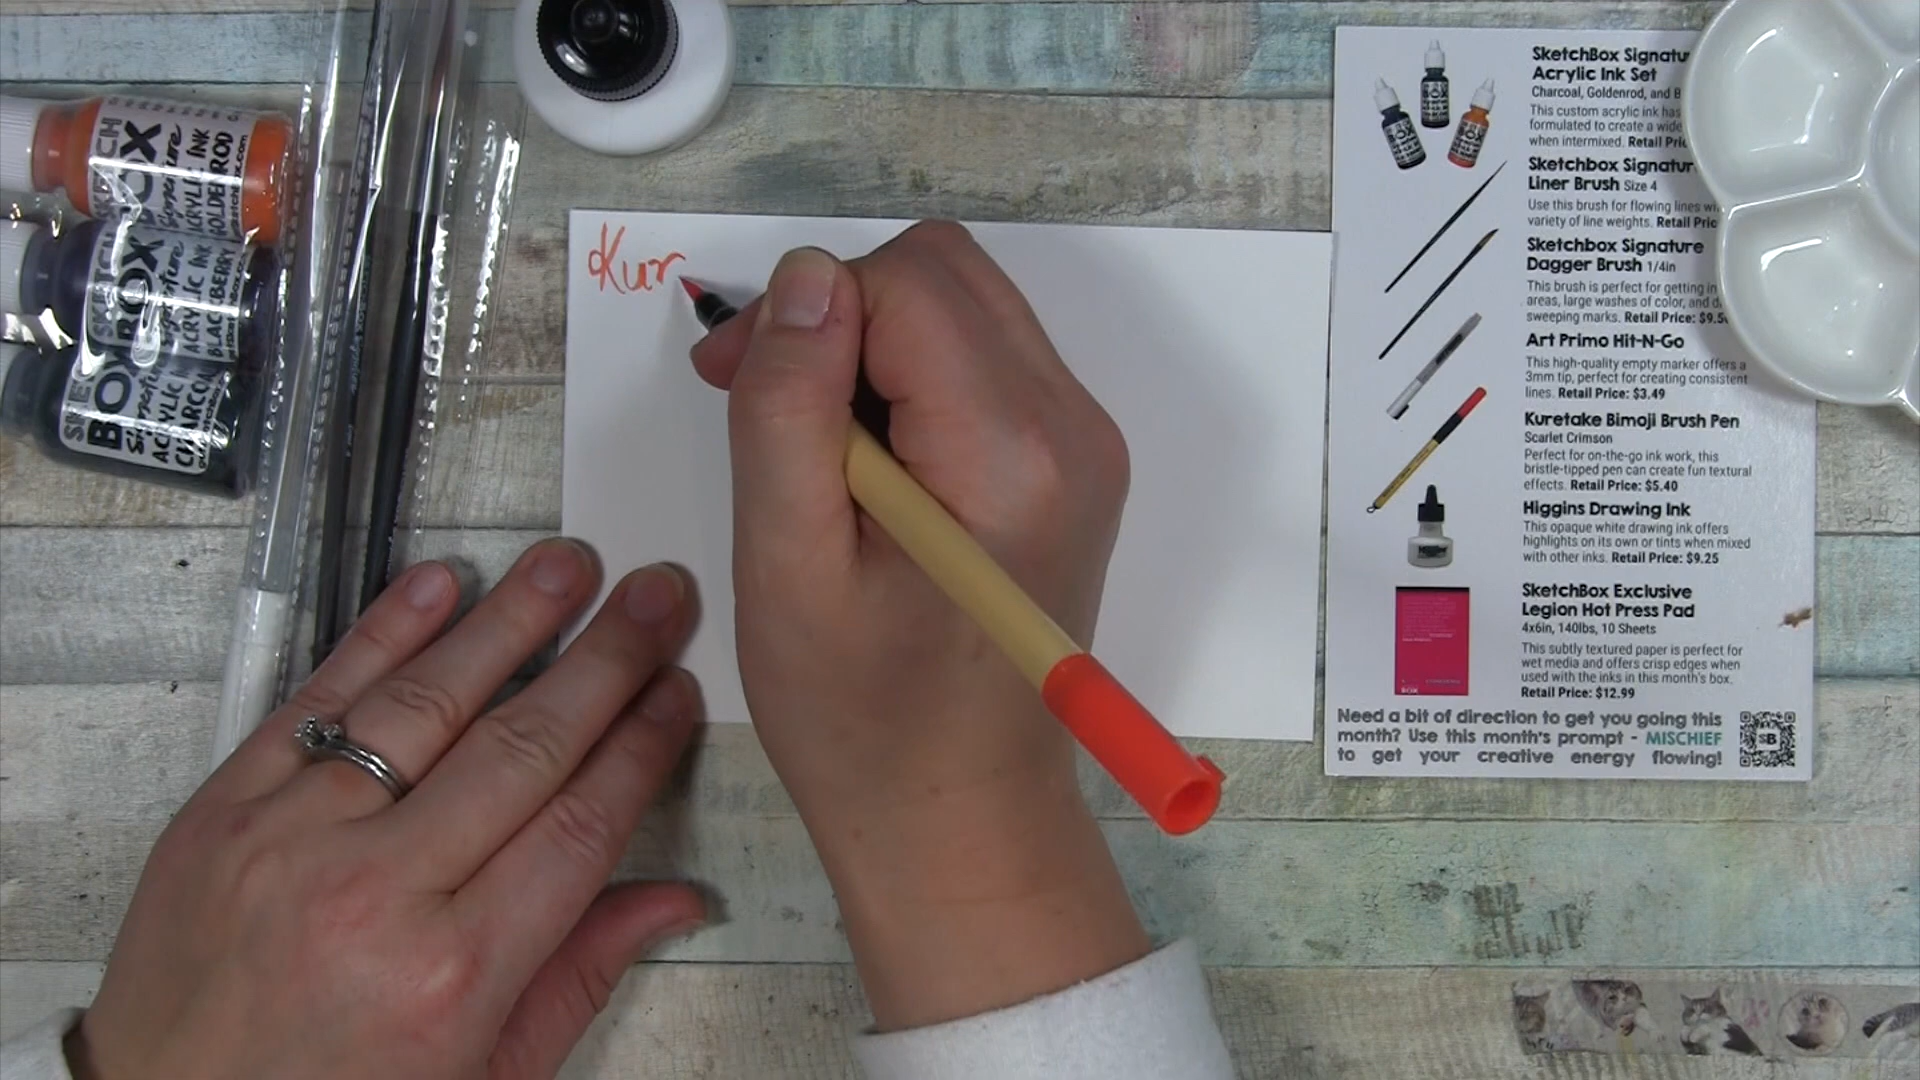 SKETCH
BOX
Signature
ACRYLIC INK
GOLDENROD
SKETCH
BOX
Signature
ACRYLIC INK
BLACKBERRY
BOX
Signature
ACRYLIC INK
CHARCOAL
Kur
SketchBox
Acrylic Ink Set
Charcoal, Goldenrod, and
This custom acrylic ink has
formulated to create a wide
when intermixed. Retail
Sketchbox
Liner Brush Size 4
Use this brush for flowing lines
variety of line weights. Retail
Sketchbox Signature
Dagger Brush 1/4in
This brush is perfect for getting in
areas, large washes of color, and
sweeping marks. Retail Price:
Art Primo Hit-N-Go
This high-quality empty marker offers a
3mm tip, perfect for creating consistent
lines. Retail Price: $3.49
Kuretake Bimoji Brush Pen
Scarlet Crimson
Perfect for on-the-go ink work, this
bristle-tipped pen can create fun textural
effects. Retail Price: $5.40
Higgins Drawing Ink
This opaque white drawing ink offers
highlights on its own or tints when mixed
with other inks. Retail Price: $9.25
SketchBox Exclusive
Legion Hot Press Pad
4x6in, 140lbs, 10 Sheets
This subtly textured paper is perfect for
wet media and offers crisp edges when
used with the inks in this month's box.
Retail Price: $12.99
Need a bit of direction to get you going this
month? Use this month's prompt - MISCHIEF
to get your creative energy flowing!